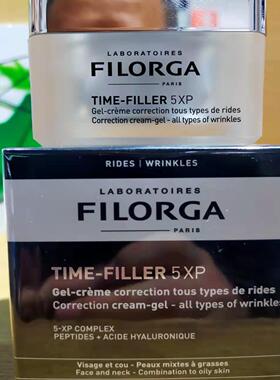 LABORATOIRES
FILORGA
PARIS
TIME-FILLER 5XP
Gel-crème correction tous types de rides
Correction cream-gel - all types of wrinkles
RIDES | WRINKLES
LABORATOIRES
FILORGA
PARIS
TIME-FILLER 5XP
Gel-crème correction tous types de rides
Correction cream-gel - all types of wrinkles
5-XP COMPLEX
PEPTIDES + ACIDE HYALURONIQUE
Visage et cou - Peaux mixtes à grasses
Face and neck - Combination to oily skin